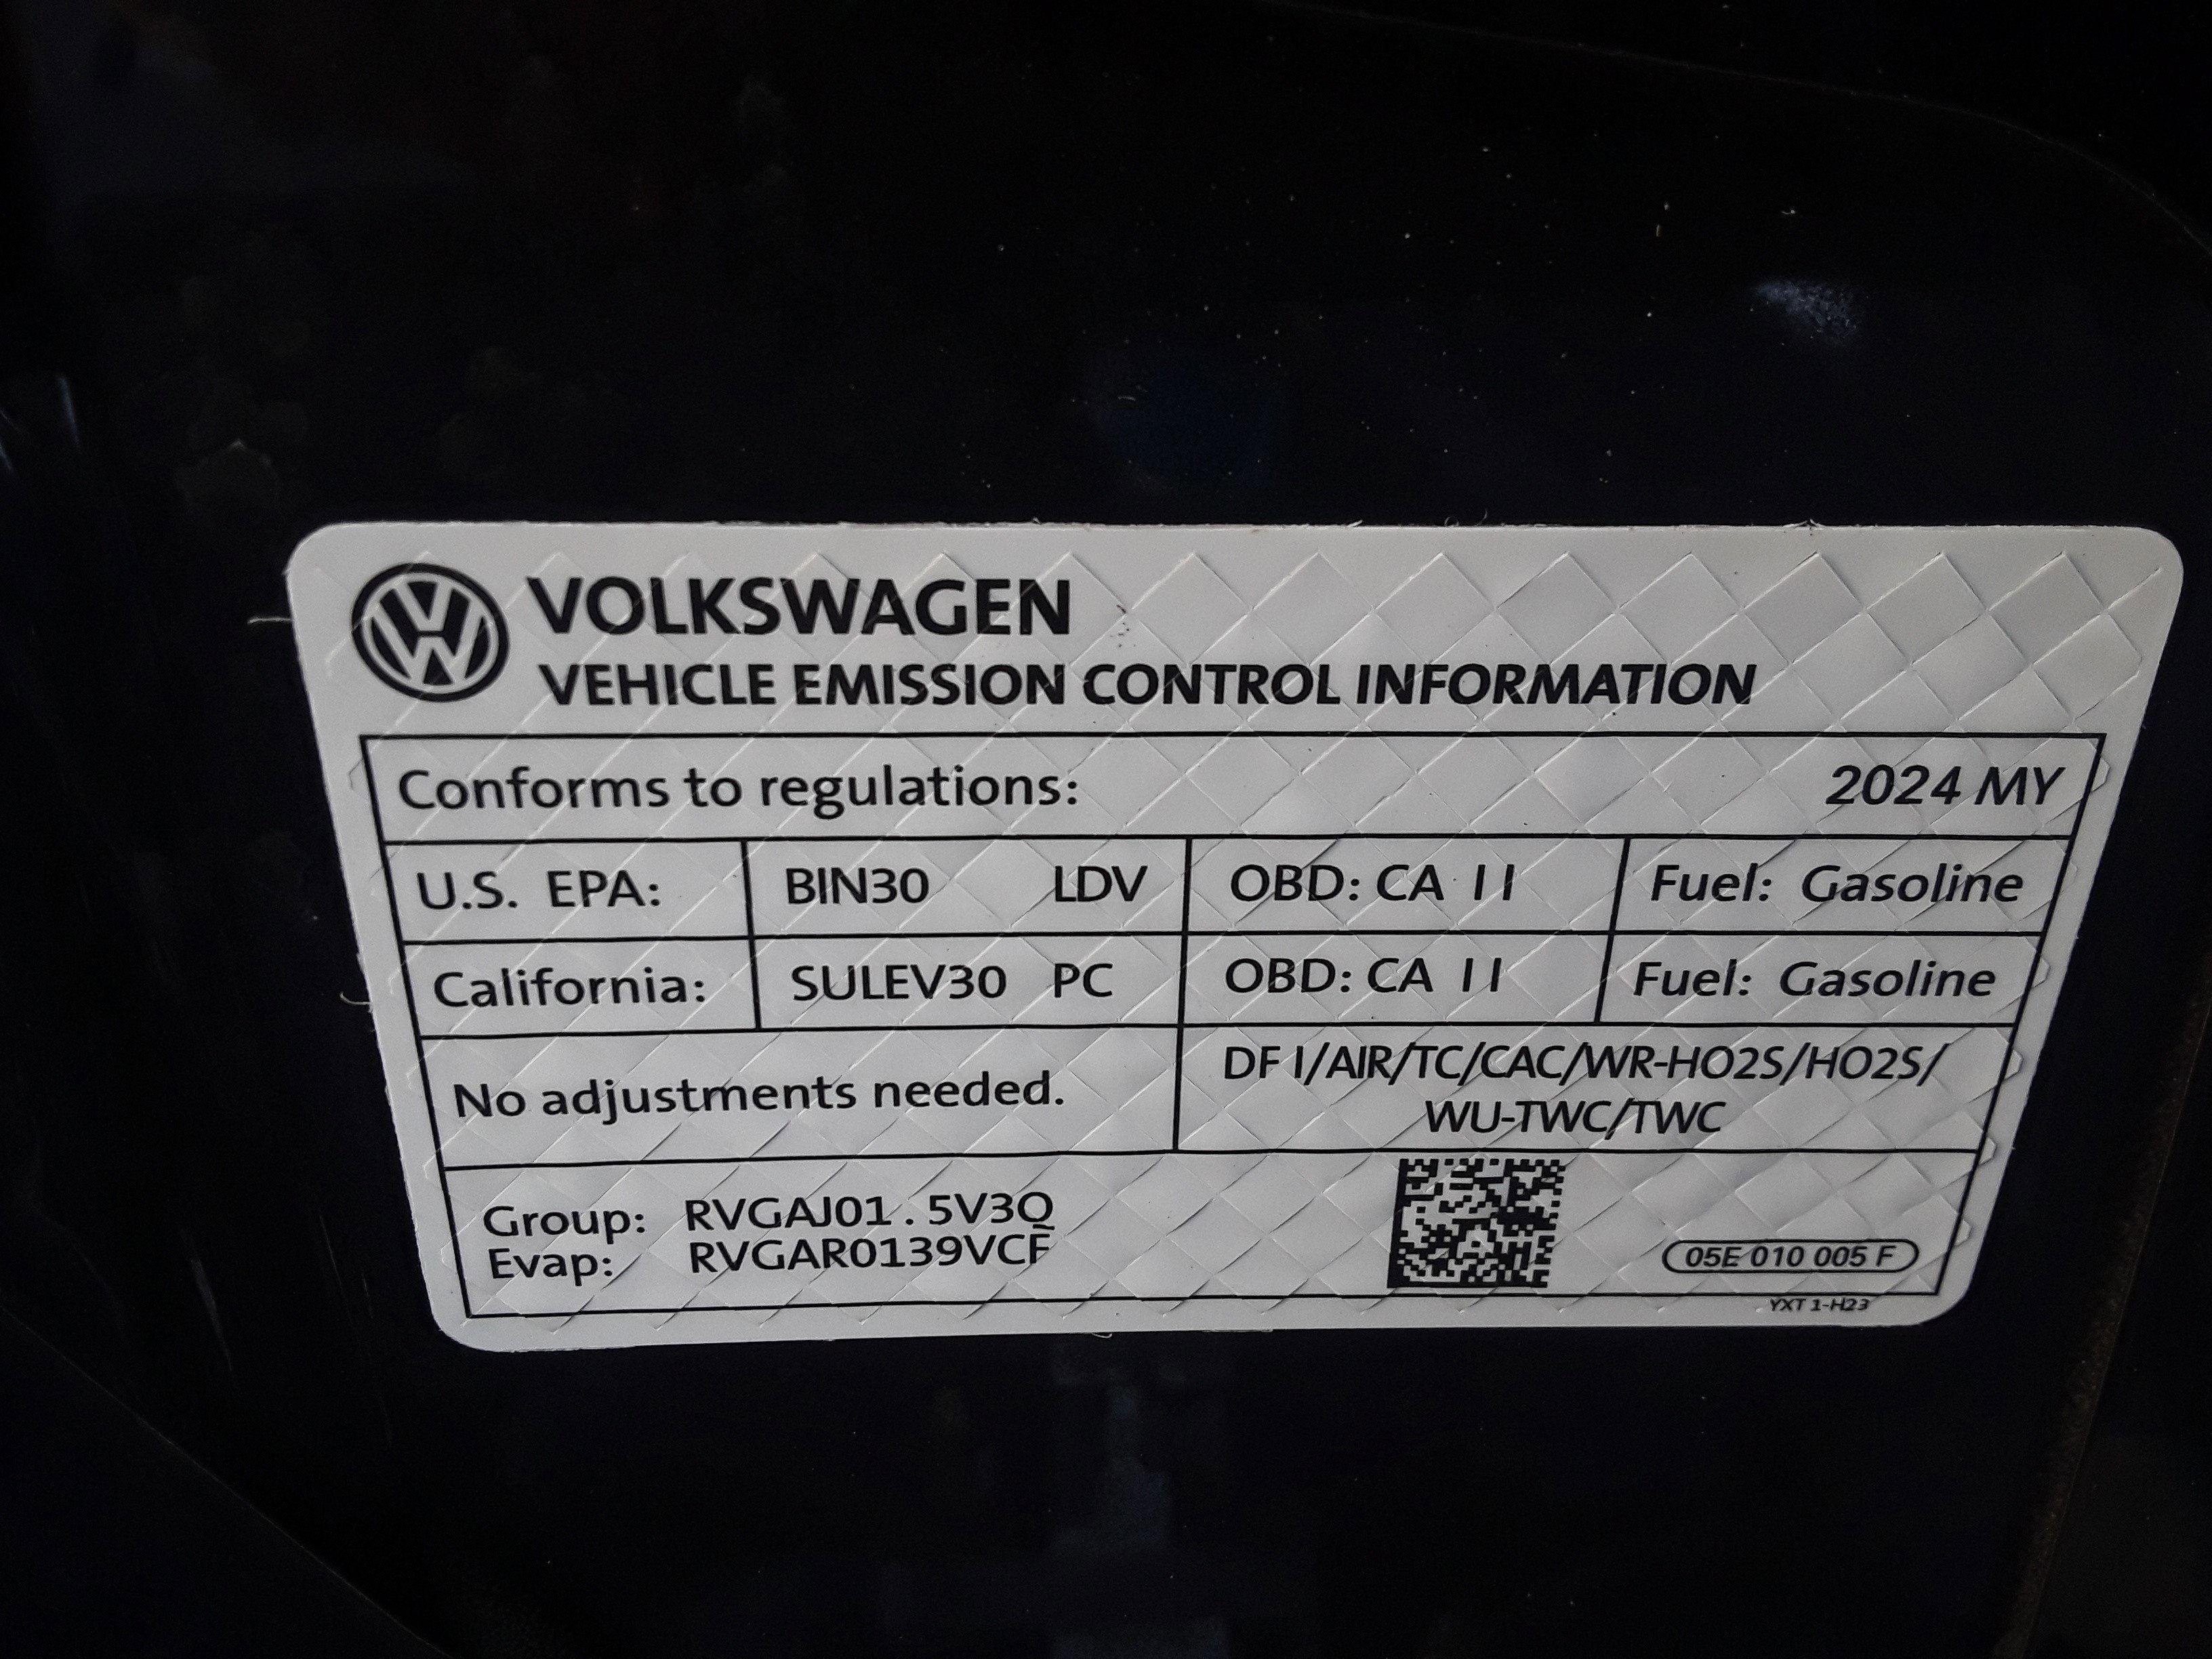 VOLKSWAGEN
VEHICLE EMISSION CONTROL INFORMATION
Conforms to regulations: 2024 MY
U.S. EPA: BIN30 LDV OBD: CA II Fuel: Gasoline
California: SULEV30 PC OBD: CA II Fuel: Gasoline
No adjustments needed.
DFI/AIR/TC/CAC/WR-HO2S/HO2S/
WU-TWC/TWC
Group: RVGAJ01.5V3Q
Evap: RVGAR0139VCF
05E 010 005 F
YXT 1-H23